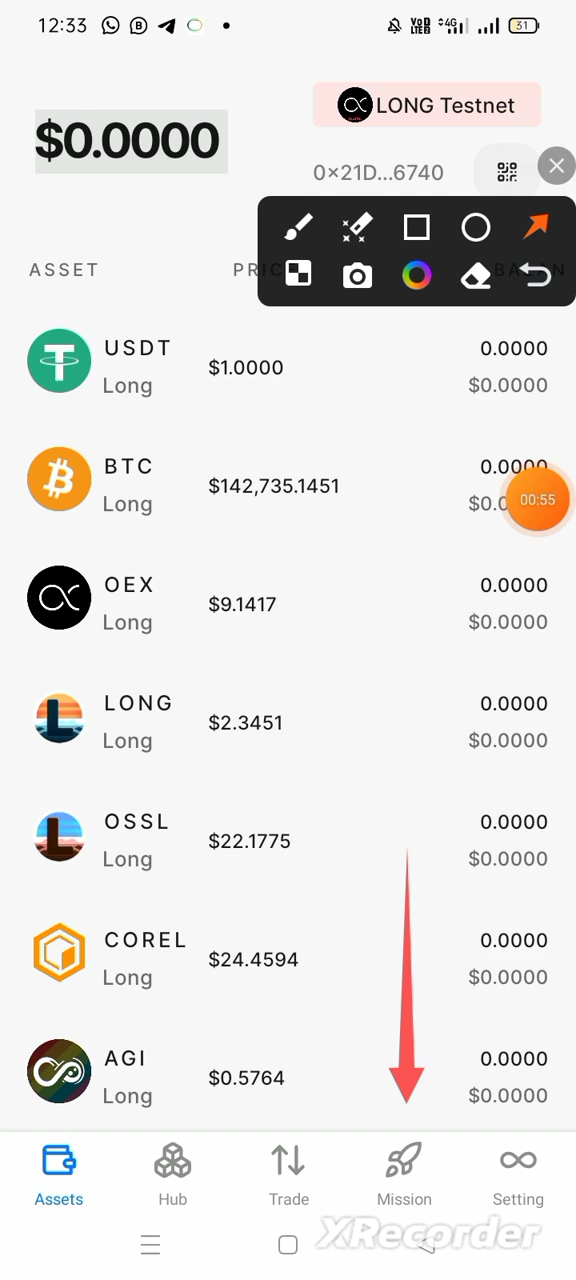 12:33
31
LONG Testnet
$0.0000
0×21D...6740
ASSET
USDT
Long
$1.0000
0.0000
$0.0000
BTC
Long
$142,735.1451
0.0000
00:55
OEX
Long
$9.1417
0.0000
$0.0000
LONG
Long
$2.3451
0.0000
$0.0000
OSSL
Long
$22.1775
0.0000
$0.0000
COREL
Long
$24.4594
0.0000
$0.0000
AGI
Long
$0.5764
0.0000
$0.0000
Assets
Hub
Trade
Mission
Setting
XRecorder